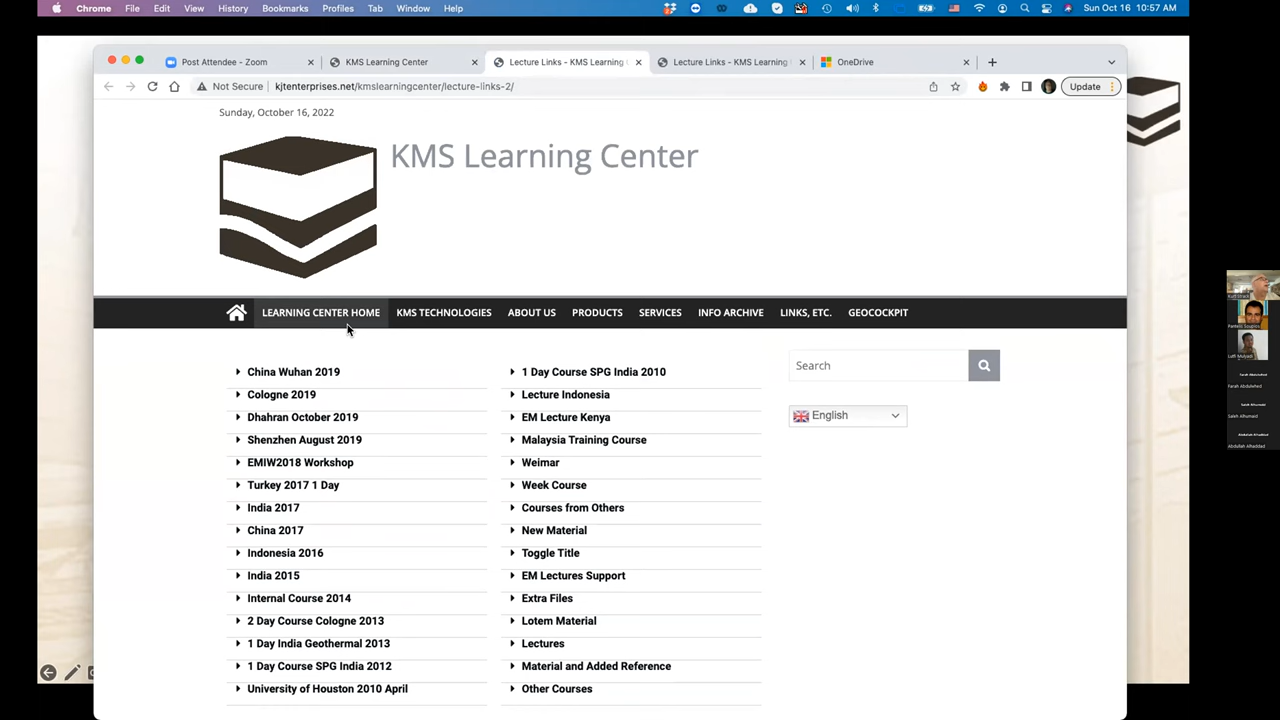 Chrome File Edit View History Bookmarks Profiles Tab Window Help Sun Oct 16 10:57 AM
Post Attendee - Zoom KMS Learning Center Lecture Links - KMS Learning Lecture Links - KMS Learning OneDrive
Not Secure kjtenterprises.net/kmslearningcenter/lecture-links-2/ Update
Sunday, October 16, 2022
KMS Learning Center
LEARNING CENTER HOME KMS TECHNOLOGIES ABOUT US PRODUCTS SERVICES INFO ARCHIVE LINKS, ETC. GEOCOCKPIT
China Wuhan 2019
Cologne 2019
Dhahran October 2019
Shenzhen August 2019
EMIW2018 Workshop
Turkey 2017 1 Day
India 2017
China 2017
Indonesia 2016
India 2015
Internal Course 2014
2 Day Course Cologne 2013
1 Day India Geothermal 2013
1 Day Course SPG India 2012
University of Houston 2010 April
1 Day Course SPG India 2010
Lecture Indonesia
EM Lecture Kenya
Malaysia Training Course
Weimar
Week Course
Courses from Others
New Material
Toggle Title
EM Lectures Support
Extra Files
Lotem Material
Lectures
Material and Added Reference
Other Courses
Search
English
Farah Abdulwhed
Saleh Alhumaid